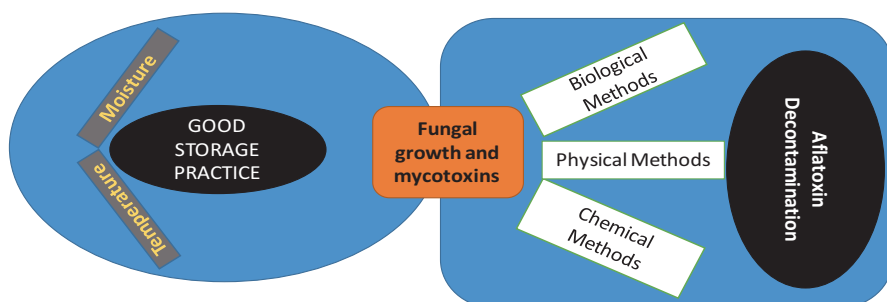 Moisture
Temperature
GOOD
STORAGE
PRACTICE
Fungal
growth and
mycotoxins
Biological
Methods
Physical Methods
Chemical
Methods
Aflatoxin
Decontamination